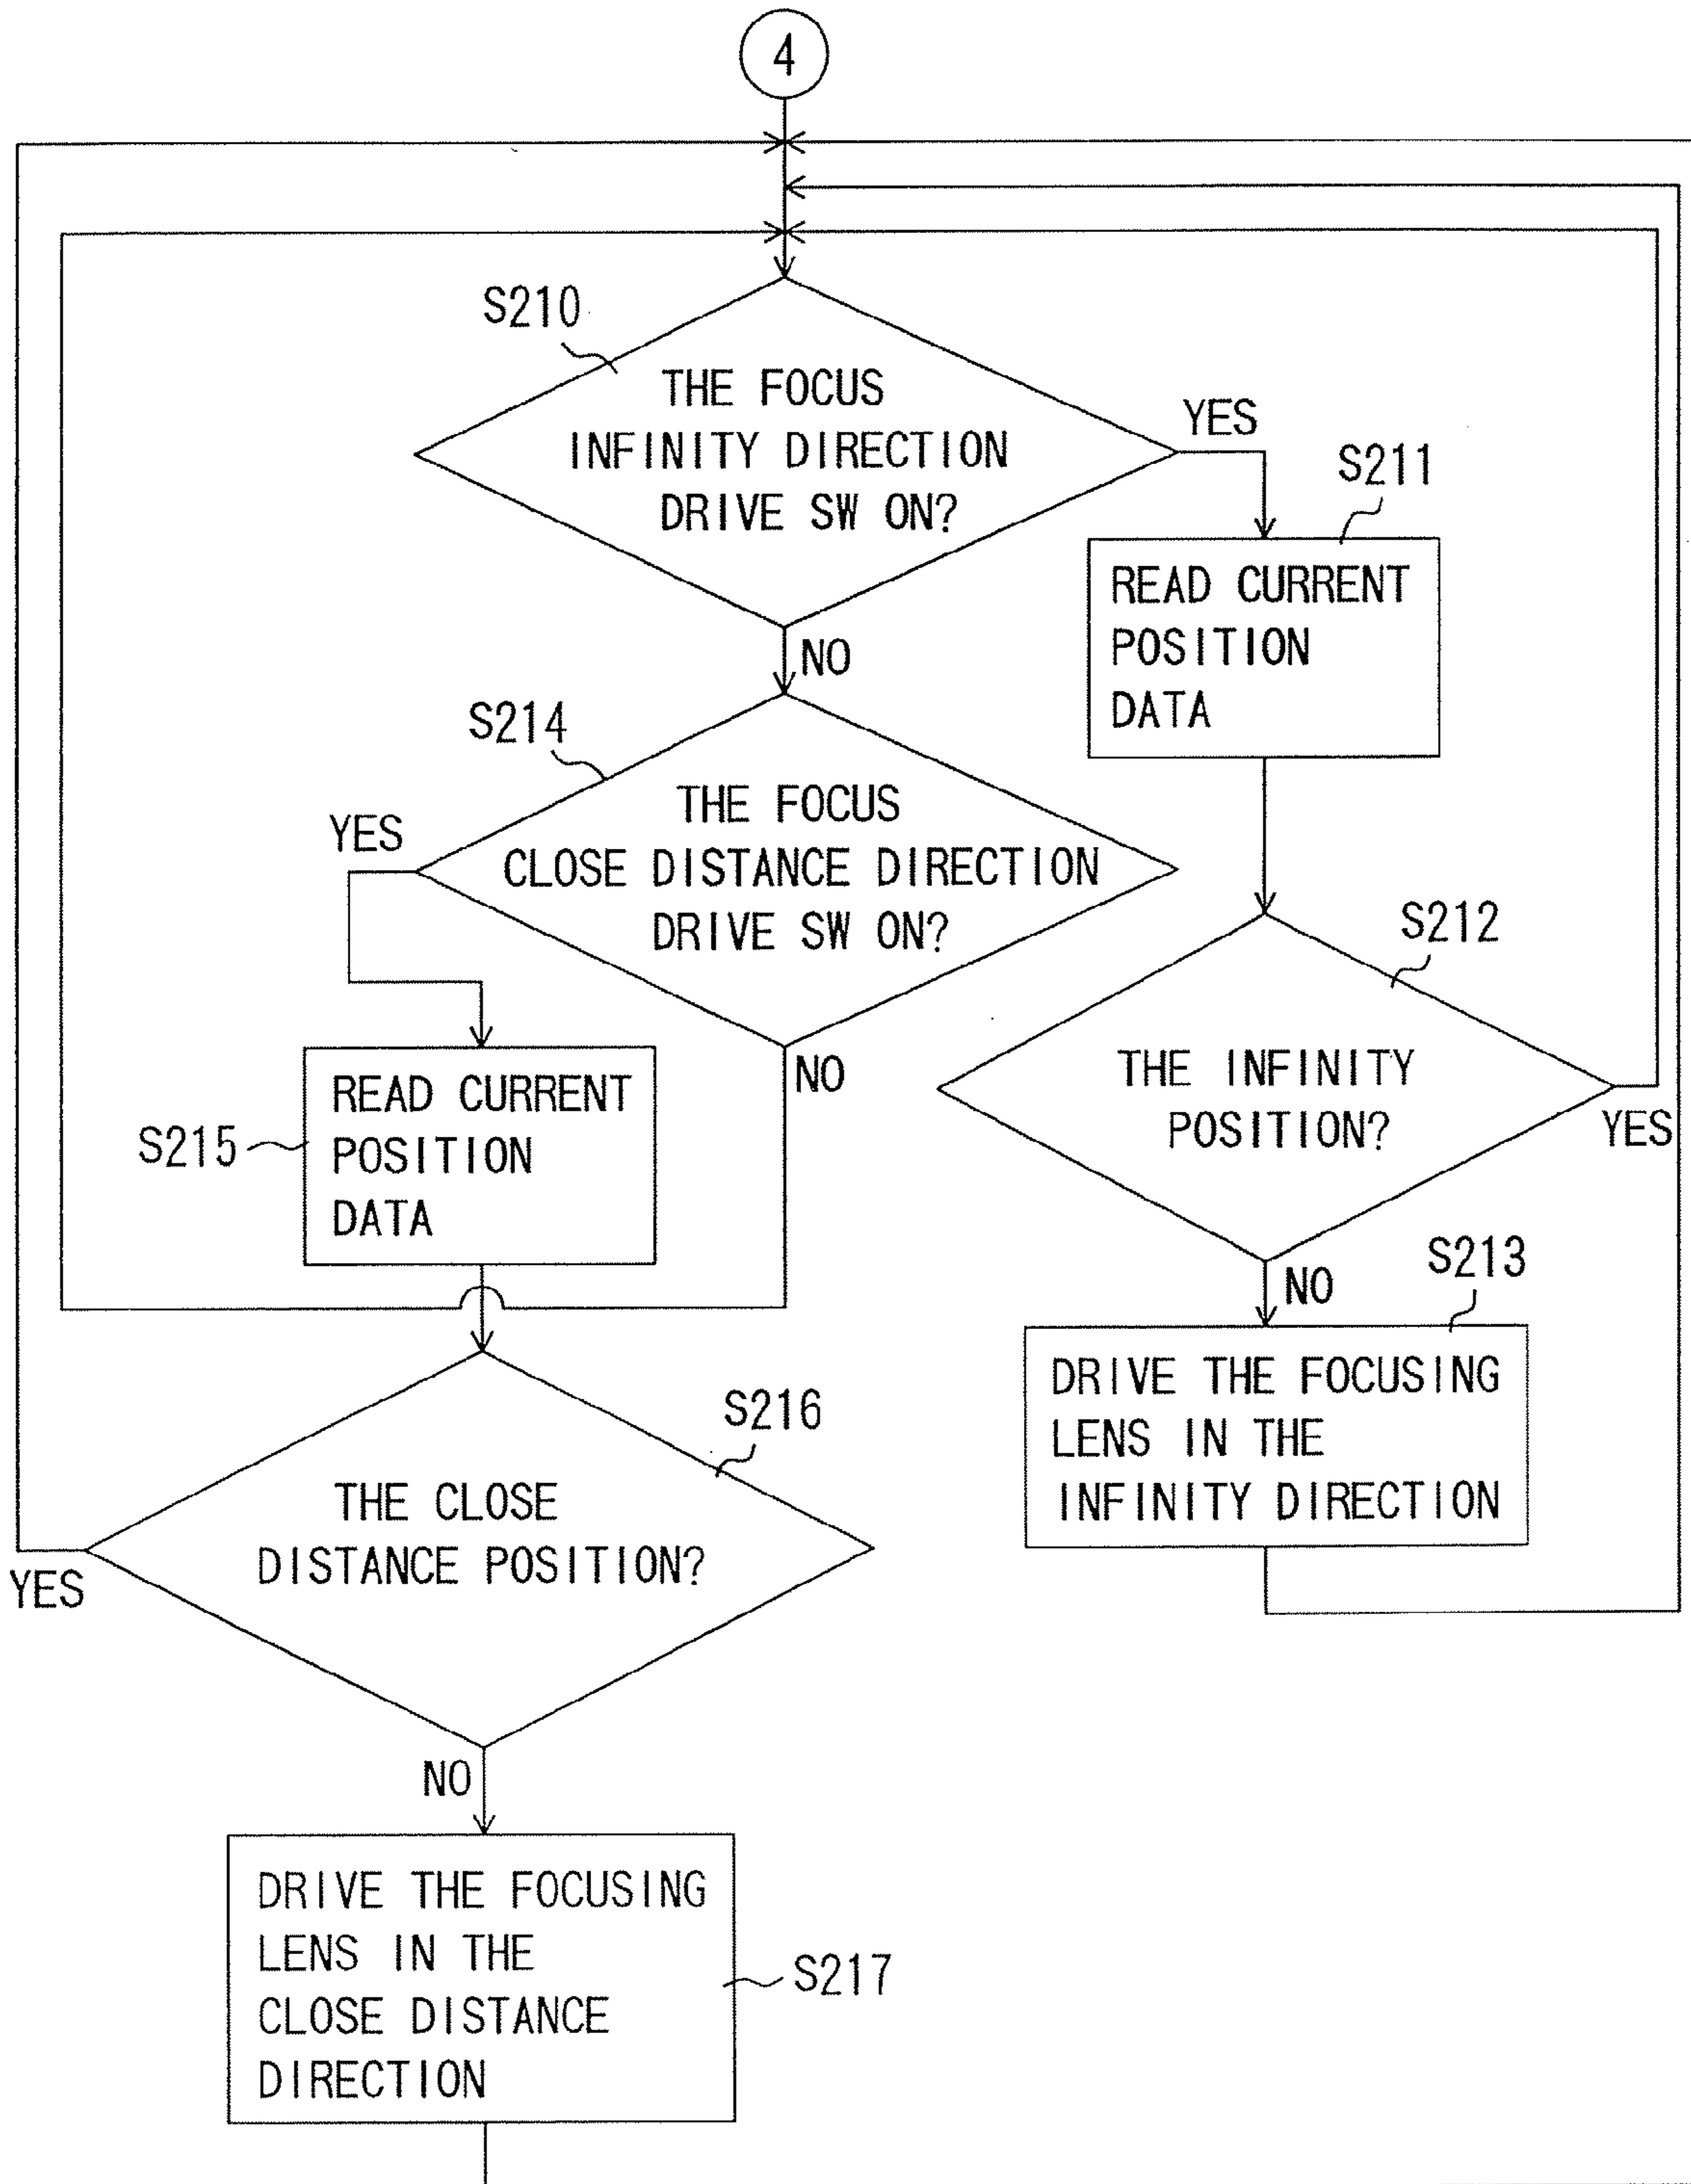 4
S210
THE FOCUS
INFINITY DIRECTION
DRIVE SW ON?
YES
NO
S211
READ CURRENT
POSITION
DATA
S214
THE FOCUS
CLOSE DISTANCE DIRECTION
DRIVE SW ON?
YES
NO
S212
THE INFINITY
POSITION?
YES
NO
S215
READ CURRENT
POSITION
DATA
S213
DRIVE THE FOCUSING
LENS IN THE
INFINITY DIRECTION
S216
THE CLOSE
DISTANCE POSITION?
YES
NO
DRIVE THE FOCUSING
LENS IN THE
CLOSE DISTANCE
DIRECTION
S217